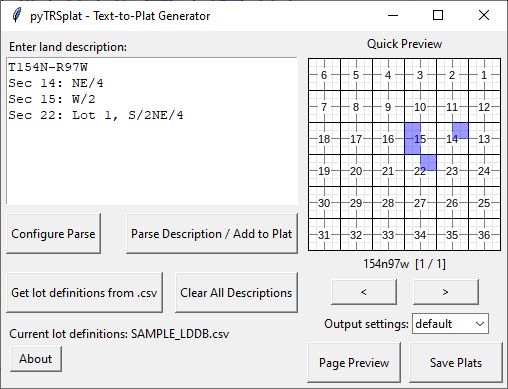 pyTRSplat - Text-to-Plat Generator
Enter land description:
T154N-R97W
Sec 14: NE/4
Sec 15: W/2
Sec 22: Lot 1, S/2NE/4
Configure Parse
Parse Description / Add to Plat
Get lot definitions from .csv
Clear All Descriptions
Current lot definitions: SAMPLE_LDDB.csv
About
Quick Preview
6 5 4 3 2 1
7 8 9 10 11 12
18 17 16 15 14 13
19 20 21 22 23 24
30 29 28 27 26 25
31 32 33 34 35 36
154n97w [1 / 1]
< >
Output settings: default
Page Preview
Save Plats